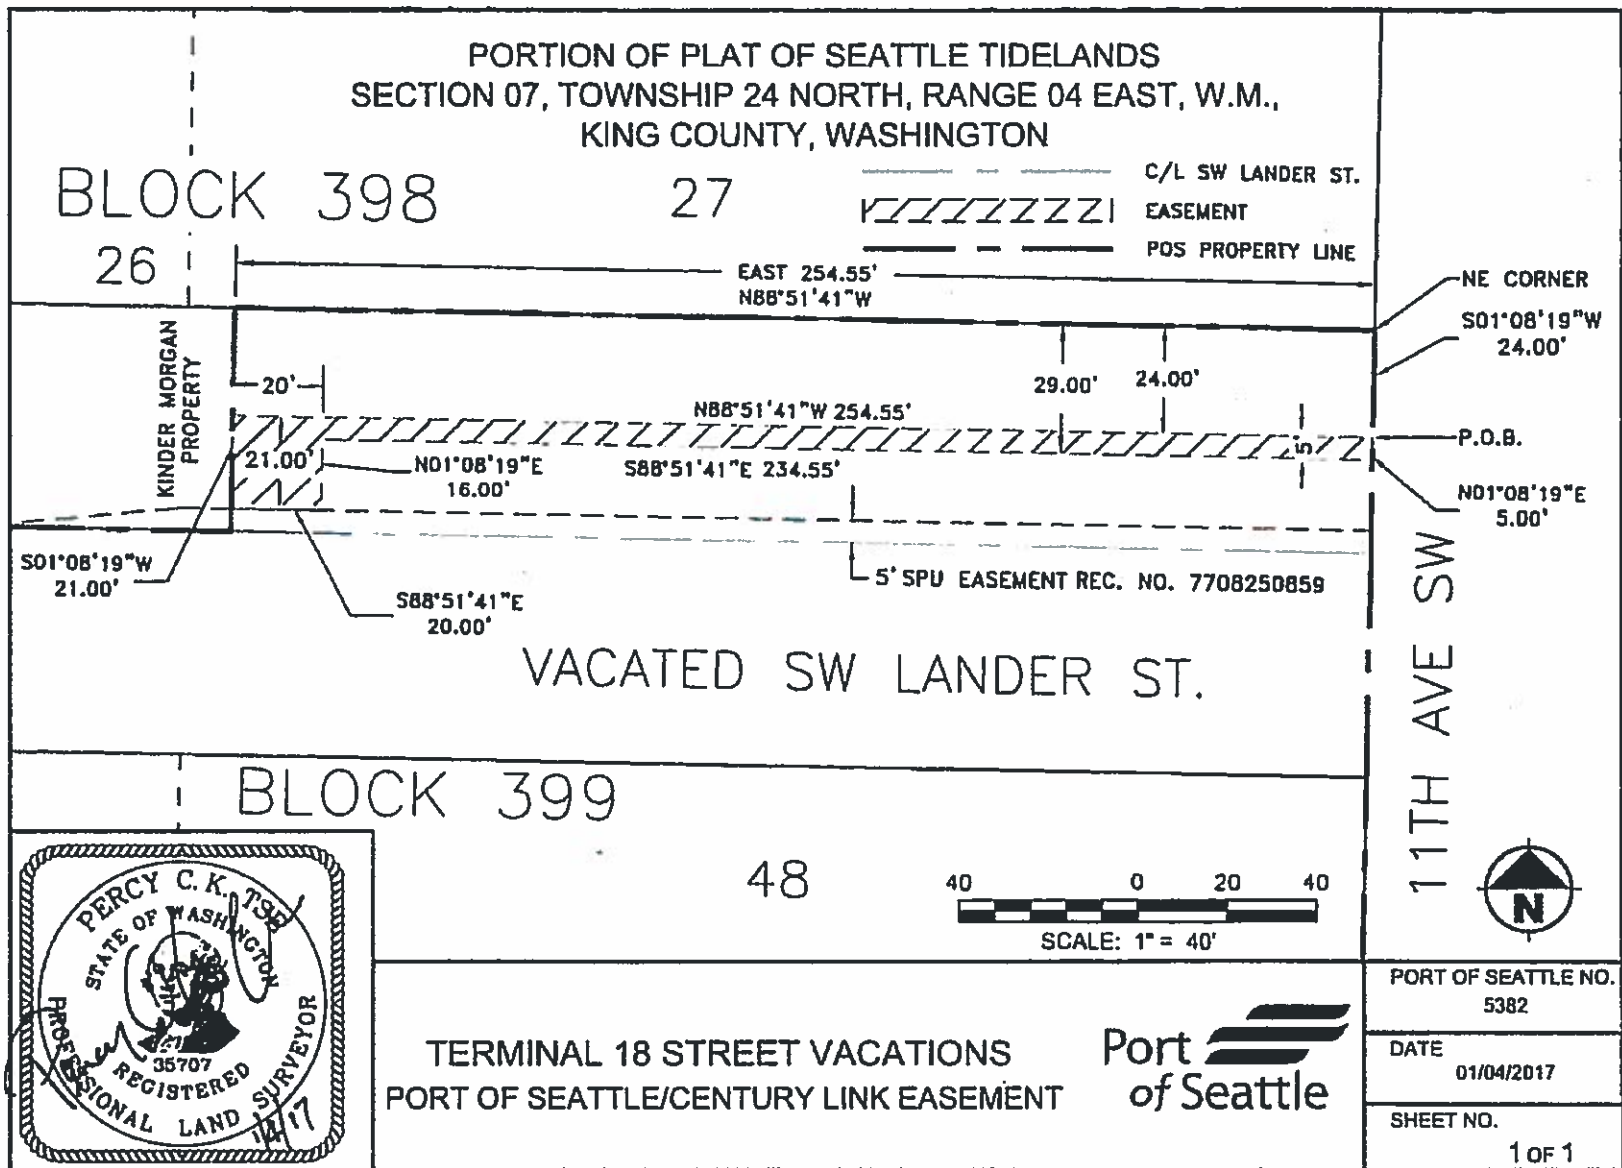 PORTION OF PLAT OF SEATTLE TIDELANDS
SECTION 07, TOWNSHIP 24 NORTH, RANGE 04 EAST, W.M.,
KING COUNTY, WASHINGTON
C/L SW LANDER ST.
EASEMENT
POS PROPERTY LINE
BLOCK 398
27
26
EAST 254.55'
N88°51'41"W
NE CORNER
S01°08'19"W
24.00'
KINDER MORGAN
PROPERTY
20'
29.00'
24.00'
N88°51'41"W 254.55'
P.O.B.
5'
21.00'
N01°08'19"E
16.00'
S88°51'41"E 234.55'
N01°08'19"E
5.00'
S01°08'19"W
21.00'
S88°51'41"E
20.00'
5' SPU EASEMENT REC. NO. 7708250859
VACATED SW LANDER ST.
11TH AVE SW
BLOCK 399
48
40 0 20 40
SCALE: 1" = 40'
N
PERCY C. K. TSE
STATE OF WASHINGTON
35707
REGISTERED
PROFESSIONAL LAND SURVEYOR
TERMINAL 18 STREET VACATIONS
PORT OF SEATTLE/CENTURY LINK EASEMENT
Port
of Seattle
PORT OF SEATTLE NO.
5382
DATE
01/04/2017
SHEET NO.
1 OF 1